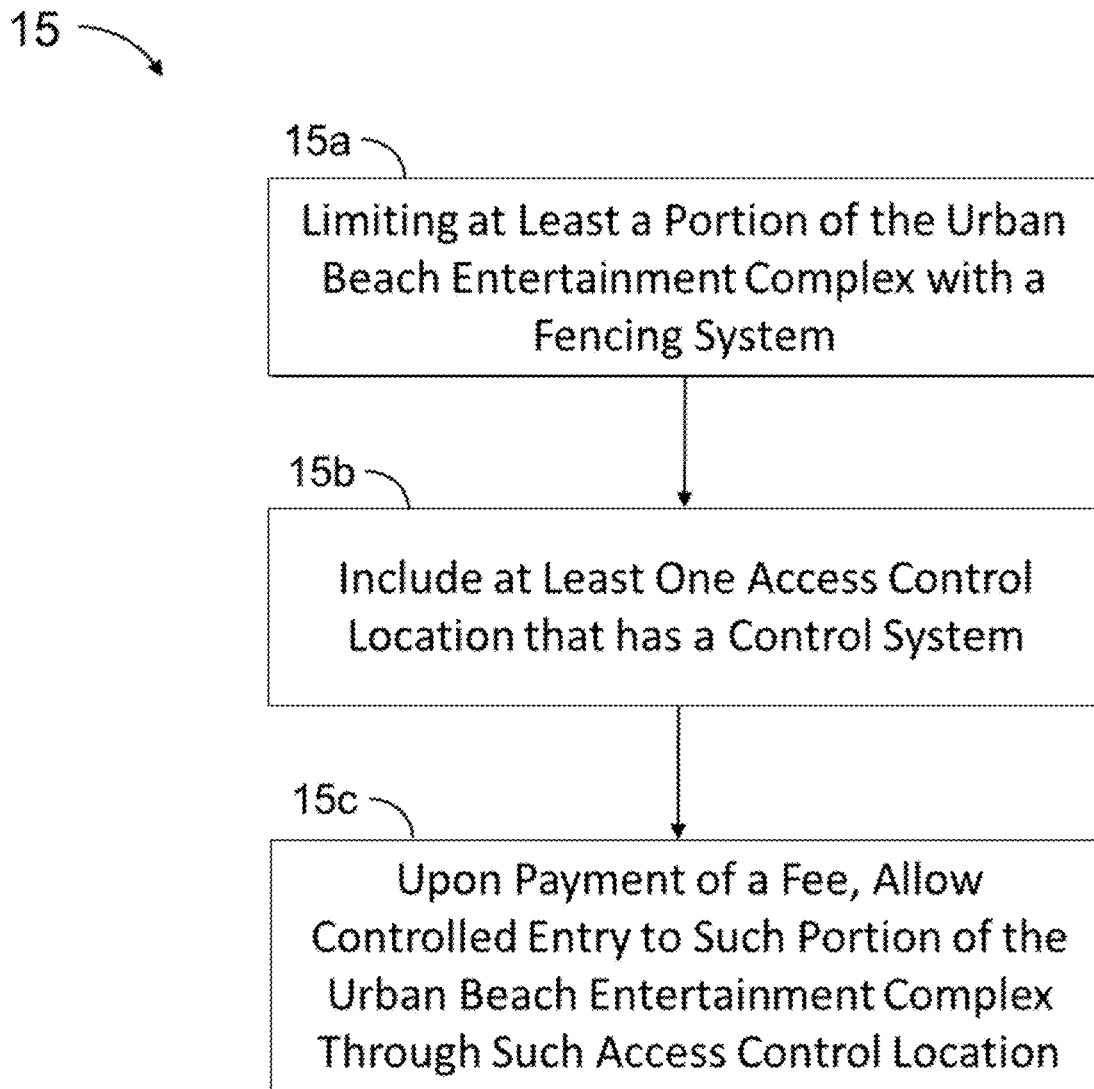 15
15a
Limiting at Least a Portion of the Urban
Beach Entertainment Complex with a
Fencing System
15b
Include at Least One Access Control
Location that has a Control System
15c
Upon Payment of a Fee, Allow
Controlled Entry to Such Portion of the
Urban Beach Entertainment Complex
Through Such Access Control Location